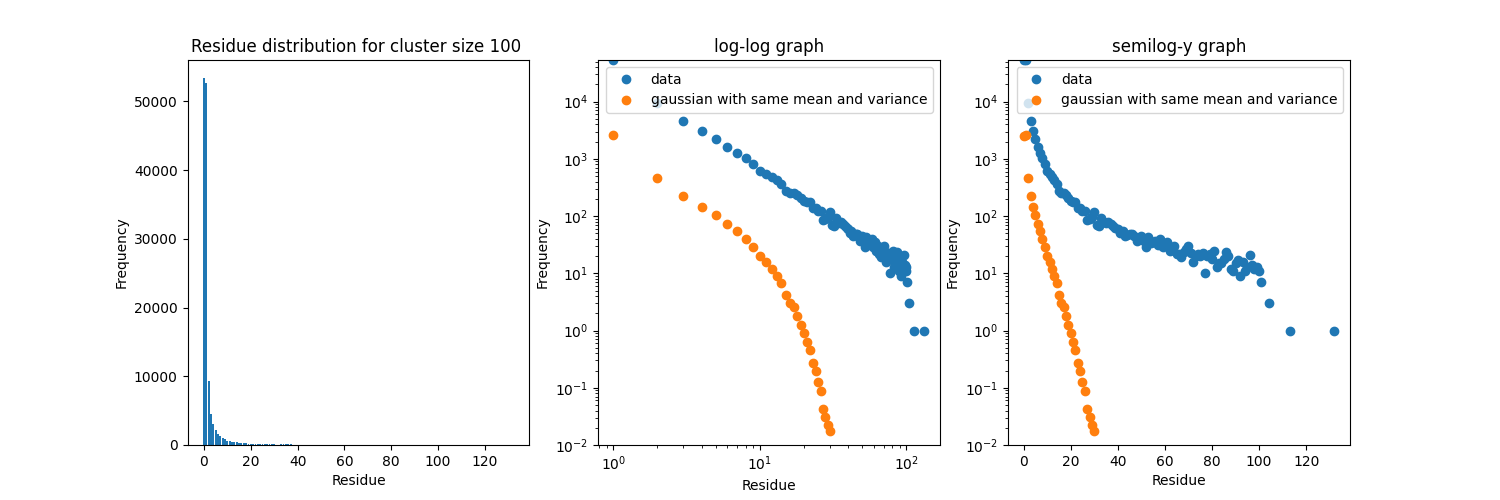 Residue distribution for cluster size 100
Frequency
50000
40000
30000
20000
10000
0
0 20 40 60 80 100 120
Residue
log-log graph
data
gaussian with same mean and variance
Frequency
10⁴
10³
10²
10¹
10⁰
10⁻¹
10⁻²
10⁰ 10¹ 10²
Residue
semilog-y graph
data
gaussian with same mean and variance
Frequency
10⁴
10³
10²
10¹
10⁰
10⁻¹
10⁻²
0 20 40 60 80 100 120
Residue